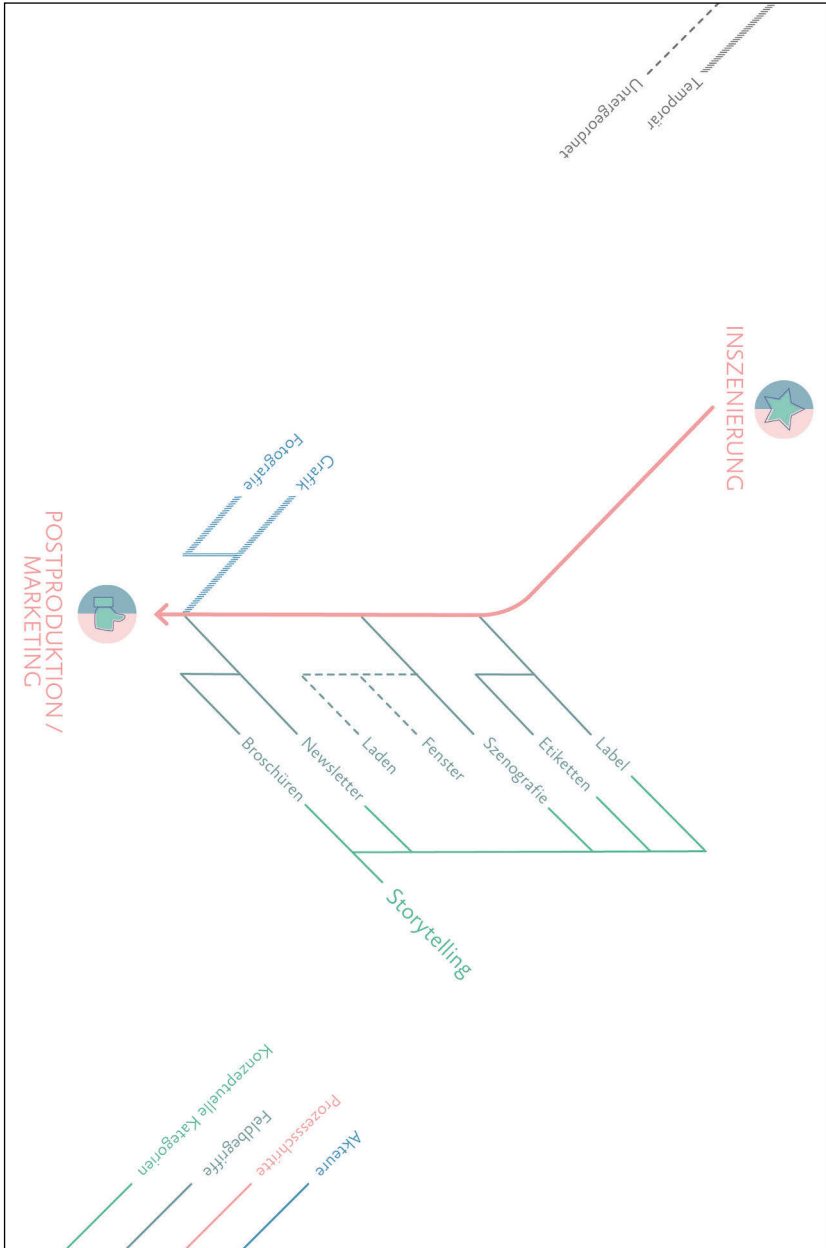 Temporär
Untergeordnet
INSZENIERUNG
Grafik
Fotografie
POSTPRODUKTION /
MARKETING
Label
Etiketten
Szenografie
Fenster
Laden
Newsletter
Broschüren
Storytelling
Konzeptuelle Kategorien
Feldbegriffe
Prozessschritte
Akteure